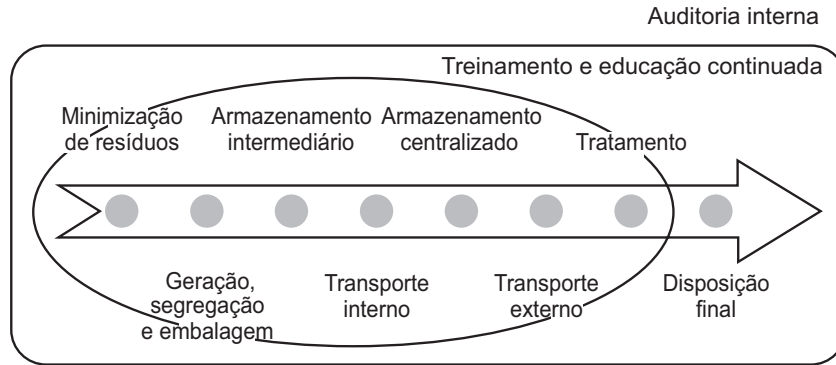 Auditoria interna
Treinamento e educação continuada
Minimização
de resíduos
Armazenamento
intermediário
Armazenamento
centralizado
Tratamento
Geração,
segregação
e embalagem
Transporte
interno
Transporte
externo
Disposição
final